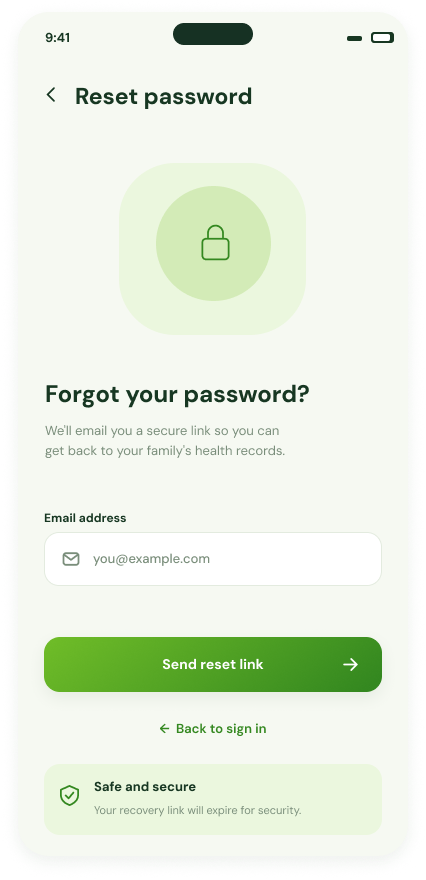 9:41
Reset password
Forgot your password?
We'll email you a secure link so you can
get back to your family's health records.
Email address
you@example.com
Send reset link
Back to sign in
Safe and secure
Your recovery link will expire for security.